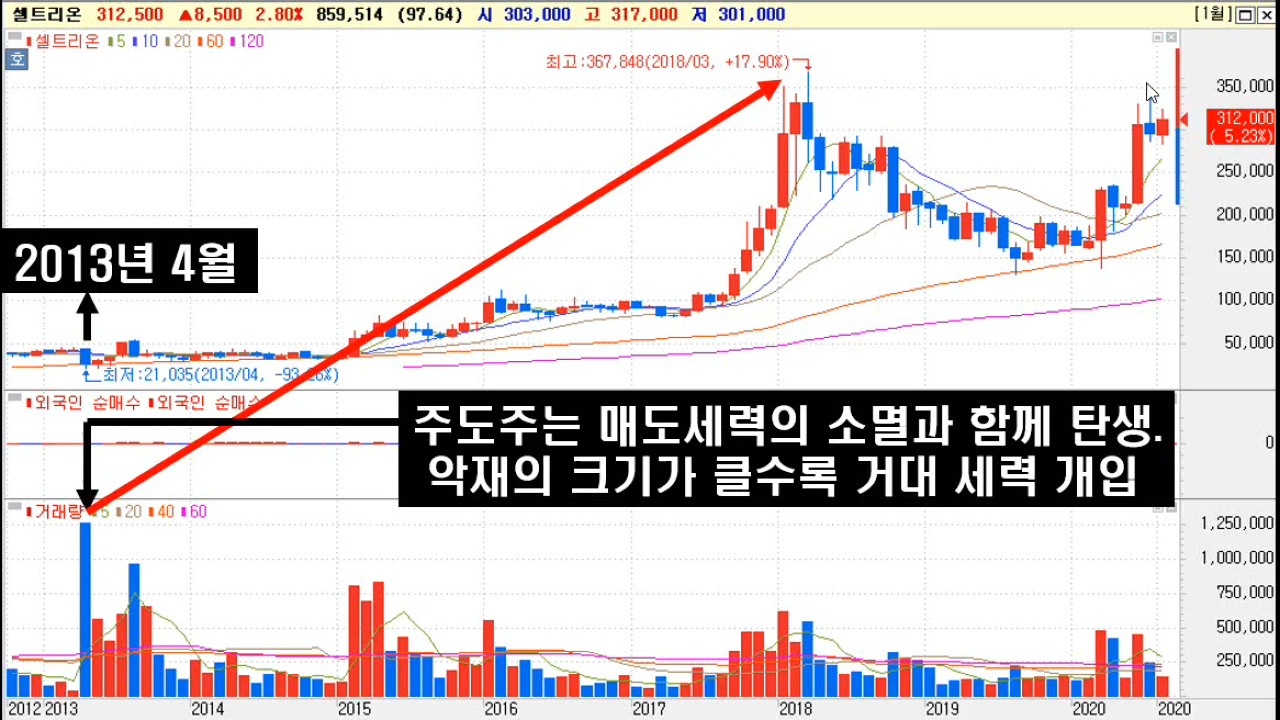 셀트리온 312,500 ▲8,500 2.80% 859,514 (97.64) 시 303,000 고 317,000 저 301,000 [1월]
셀트리온 5 10 20 60 120
호
최고:367,848(2018/03, +17.90%)
350,000
312,000
( 5.23%)
250,000
200,000
150,000
100,000
50,000
2013년 4월
최저:21,035(2013/04, -93.26%)
외국인 순매수 외국인 순매수
0
주도주는 매도세력의 소멸과 함께 탄생.
악재의 크기가 클수록 거대 세력 개입
거래량 5 20 40 60
1,250,000
1,000,000
750,000
500,000
250,000
2012 2013 2014 2015 2016 2017 2018 2019 2020 2020